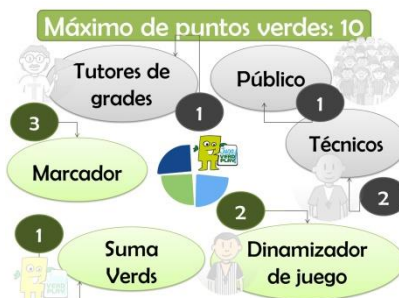 Máximo de puntos verdes: 10
Tutores de
grades
Público
1
1
3
Técnicos
Marcador
2
2
1
Suma
Verds
Dinamizador
de juego